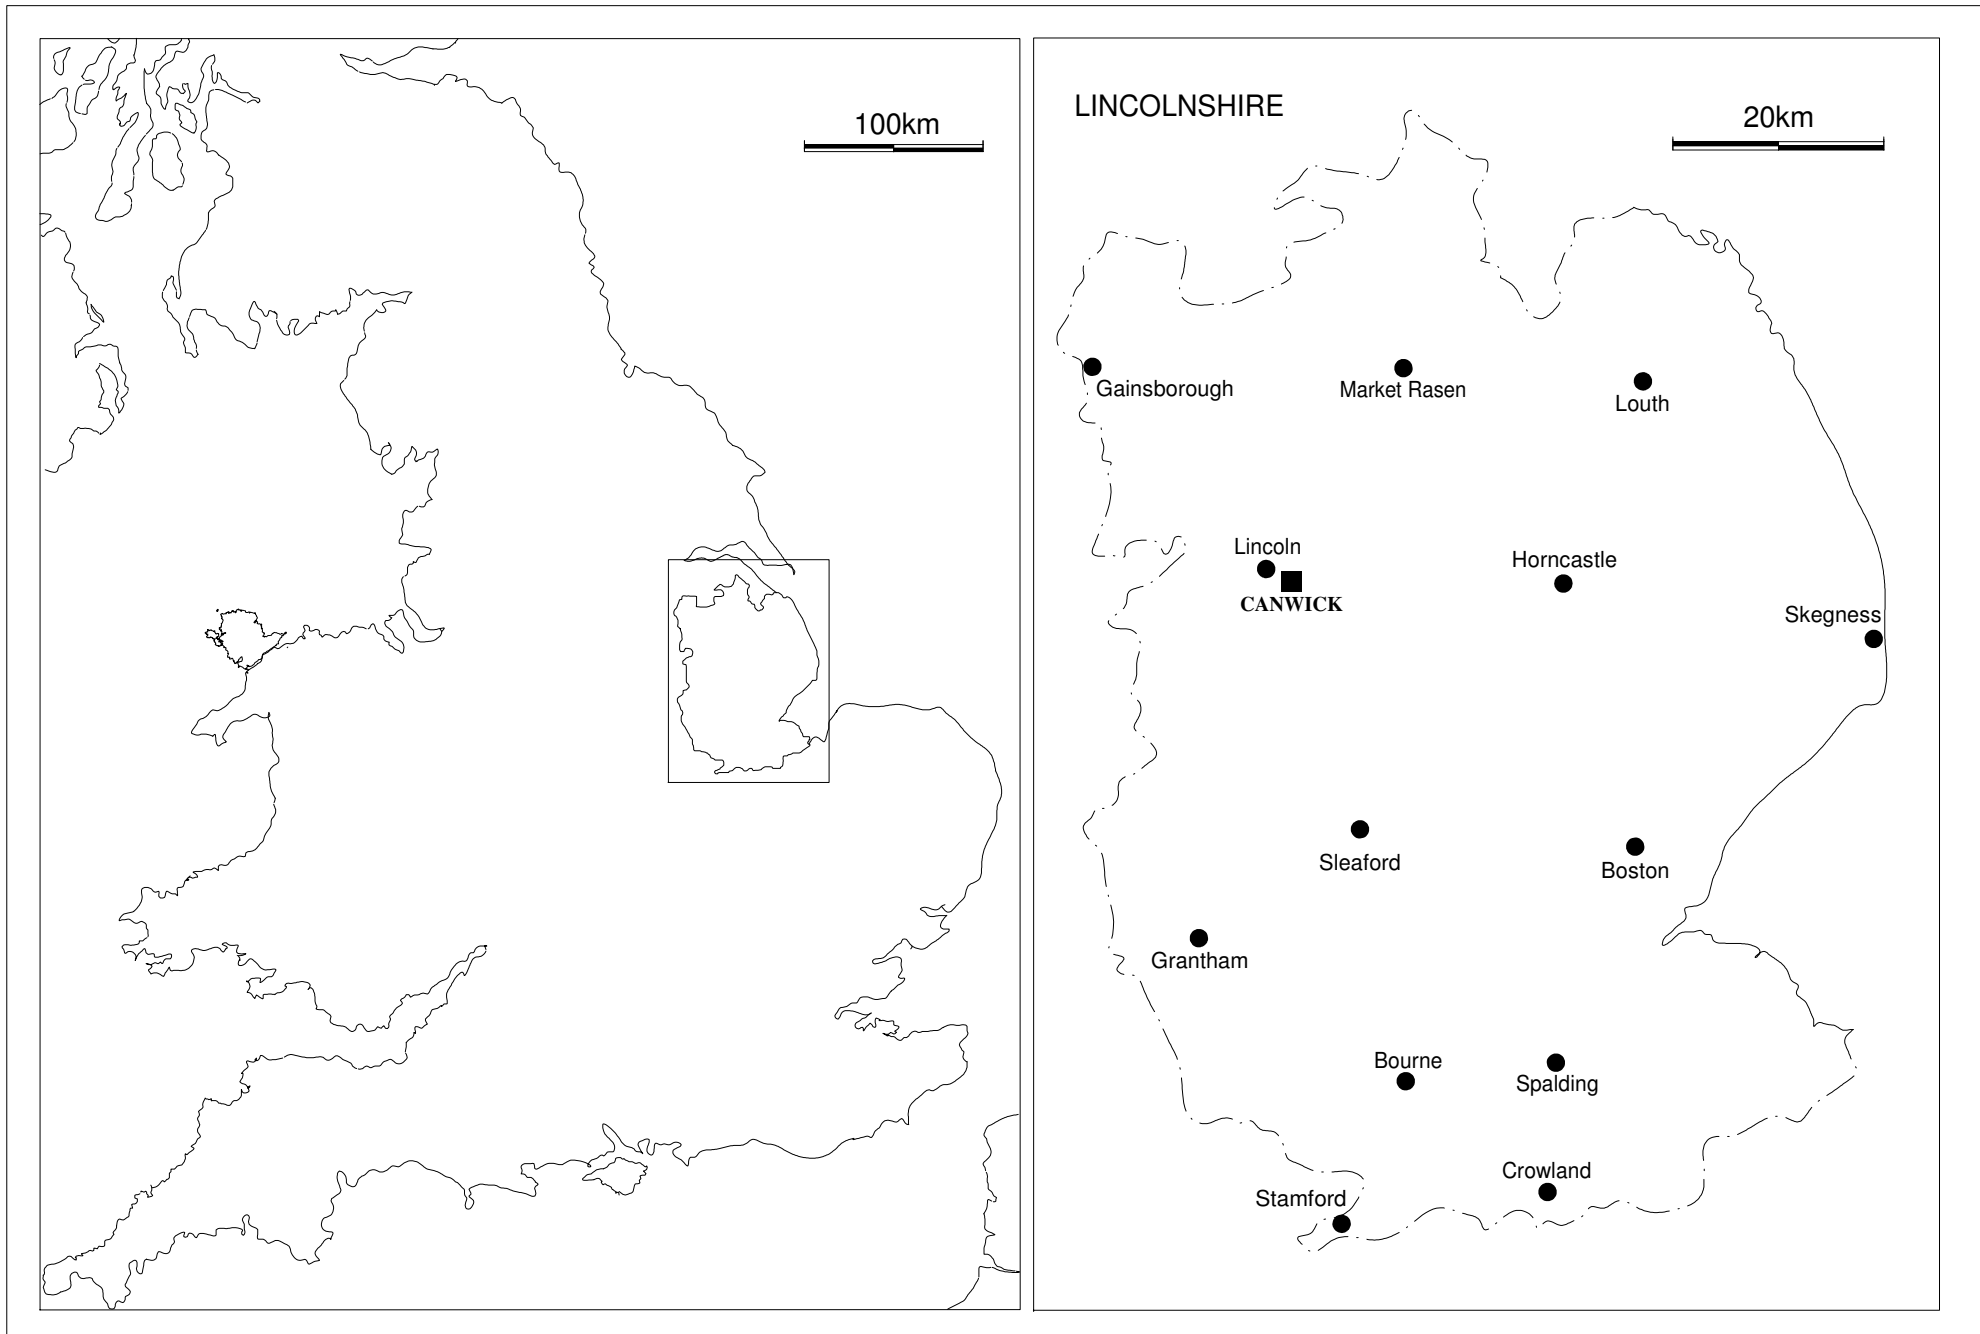 100km
LINCOLNSHIRE
20km
Gainsborough
Market Rasen
Louth
Lincoln
CANWICK
Horncastle
Skegness
Sleaford
Boston
Grantham
Bourne
Spalding
Crowland
Stamford